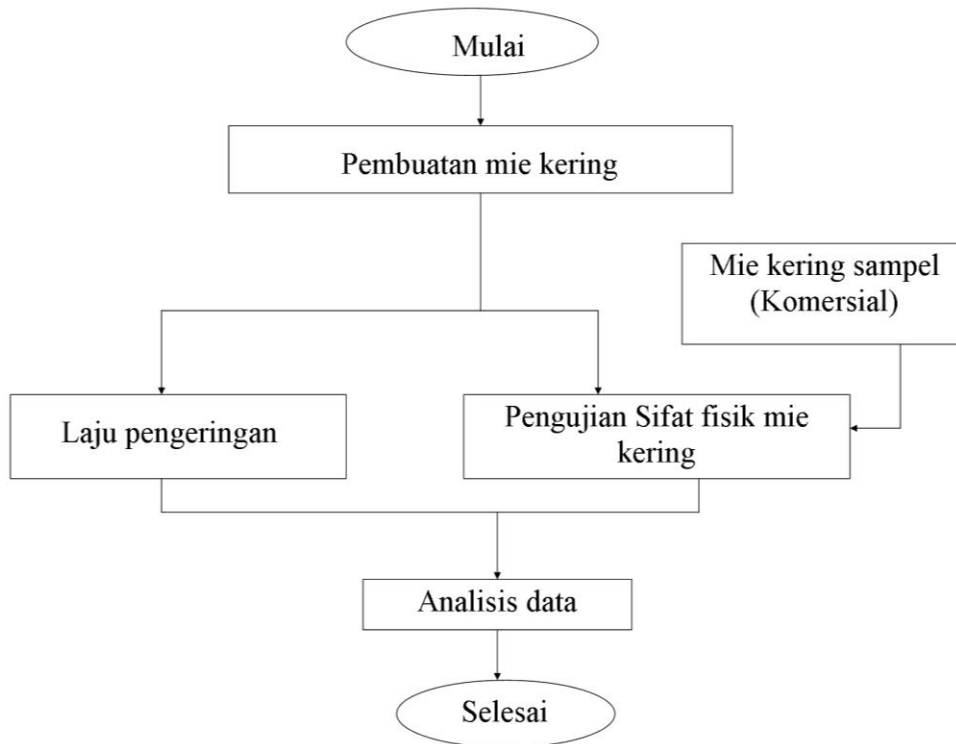 Mulai
Pembuatan mie kering
Mie kering sampel
(Komersial)
Laju pengeringan
Pengujian Sifat fisik mie
kering
Analisis data
Selesai